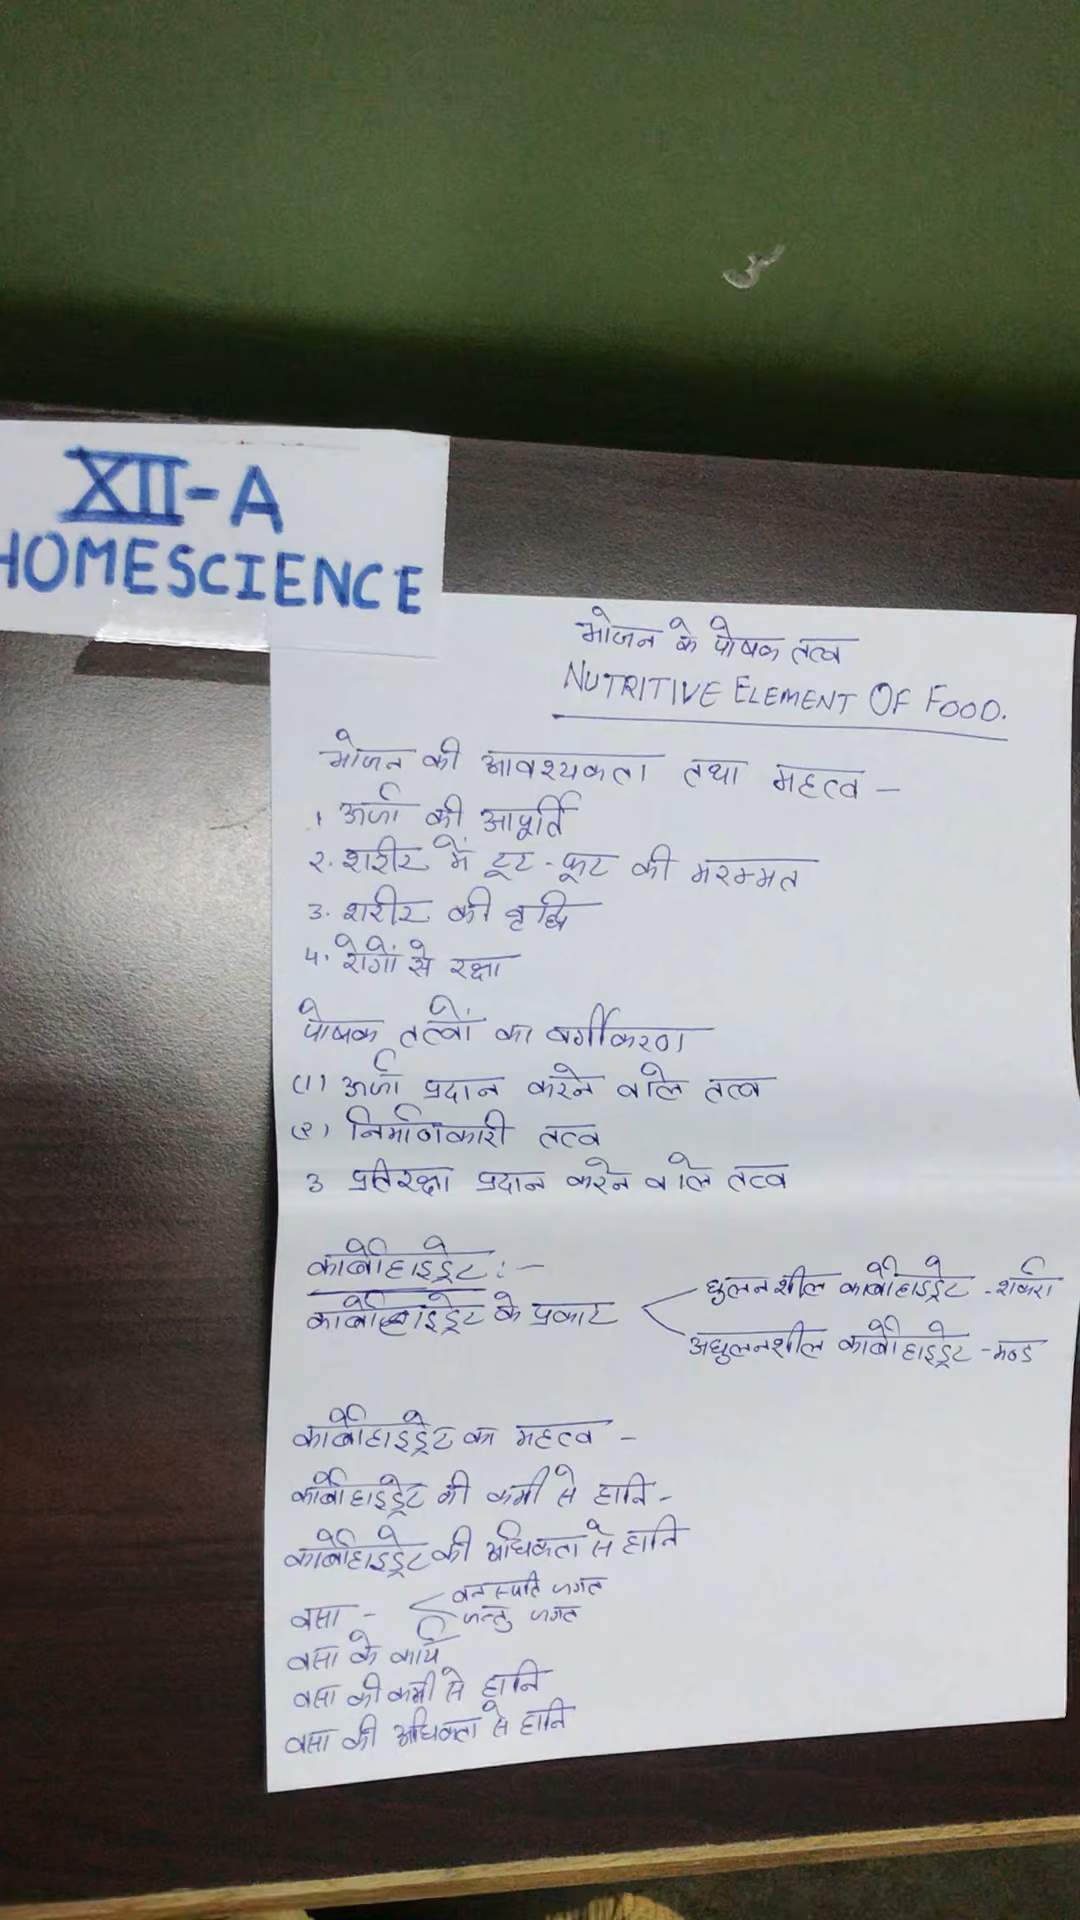 XII-A
HOMESCIENCE
भोजन के पोषक तत्व
NUTRITIVE ELEMENT OF FOOD.
भोजन की आवश्यकता तथा महत्व -
1 ऊर्जा की आपूर्ति
२. शरीर में टूट-फूट की मरम्मत
3. शरीर की वृद्धि
4. रोगों से रक्षा
पोषक तत्वों का वर्गीकरण
(1) ऊर्जा प्रदान करने वाले तत्व
(२) निर्माणकारी तत्व
3 प्रतिरक्षा प्रदान करने वाले तत्व
कार्बोहाइड्रेट :-
कार्बोहाइड्रेट के प्रकार
घुलनशील कार्बोहाइड्रेट - शर्करा
अघुलनशील कार्बोहाइड्रेट - मण्ड
कार्बोहाइड्रेट का महत्व -
कार्बोहाइड्रेट की कमी से हानि -
कार्बोहाइड्रेट की अधिकता से हानि
वसा - वनस्पति जगत
जन्तु जगत
वसा के कार्य
वसा की कमी से हानि
वसा की अधिकता से हानि